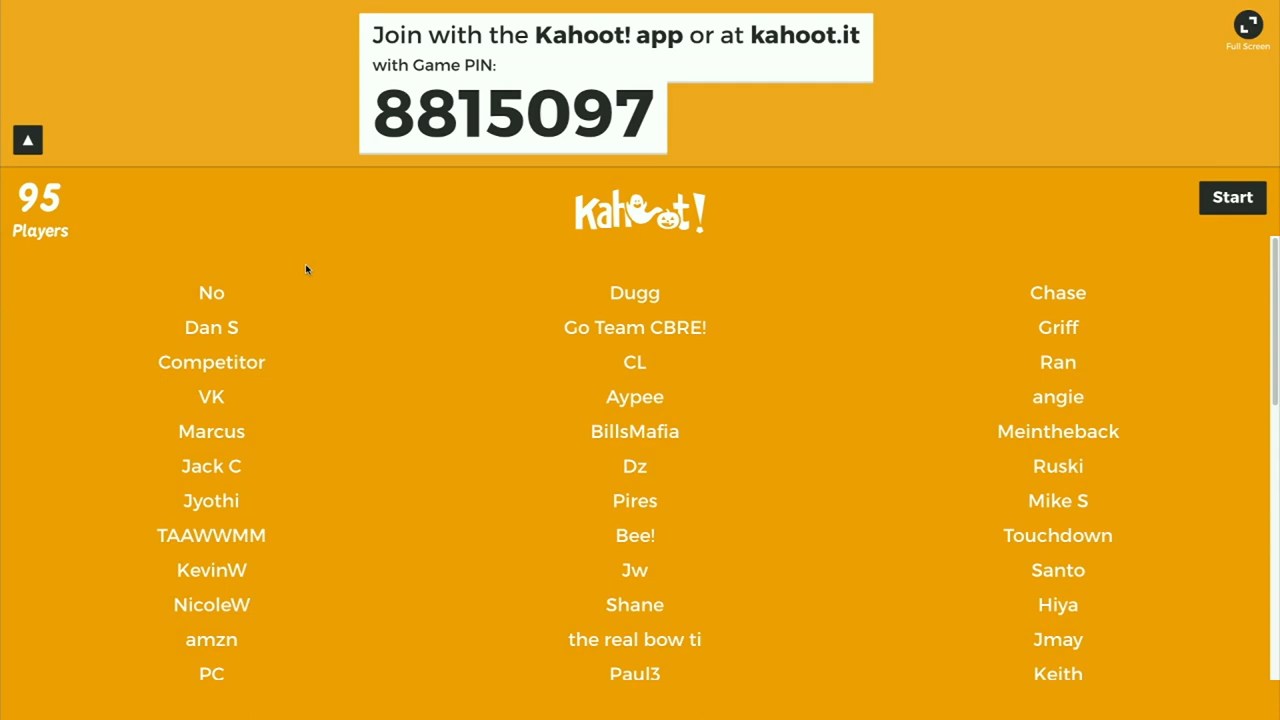 Join with the Kahoot! app or at kahoot.it
with Game PIN:
8815097
Full Screen
▲
95
Players
Kahoot!
Start
No Dugg Chase
Dan S Go Team CBRE! Griff
Competitor CL Ran
VK Aypee angie
Marcus BillsMafia Meintheback
Jack C Dz Ruski
Jyothi Pires Mike S
TAAWWMM Bee! Touchdown
KevinW Jw Santo
NicoleW Shane Hiya
amzn the real bow ti Jmay
PC Paul3 Keith